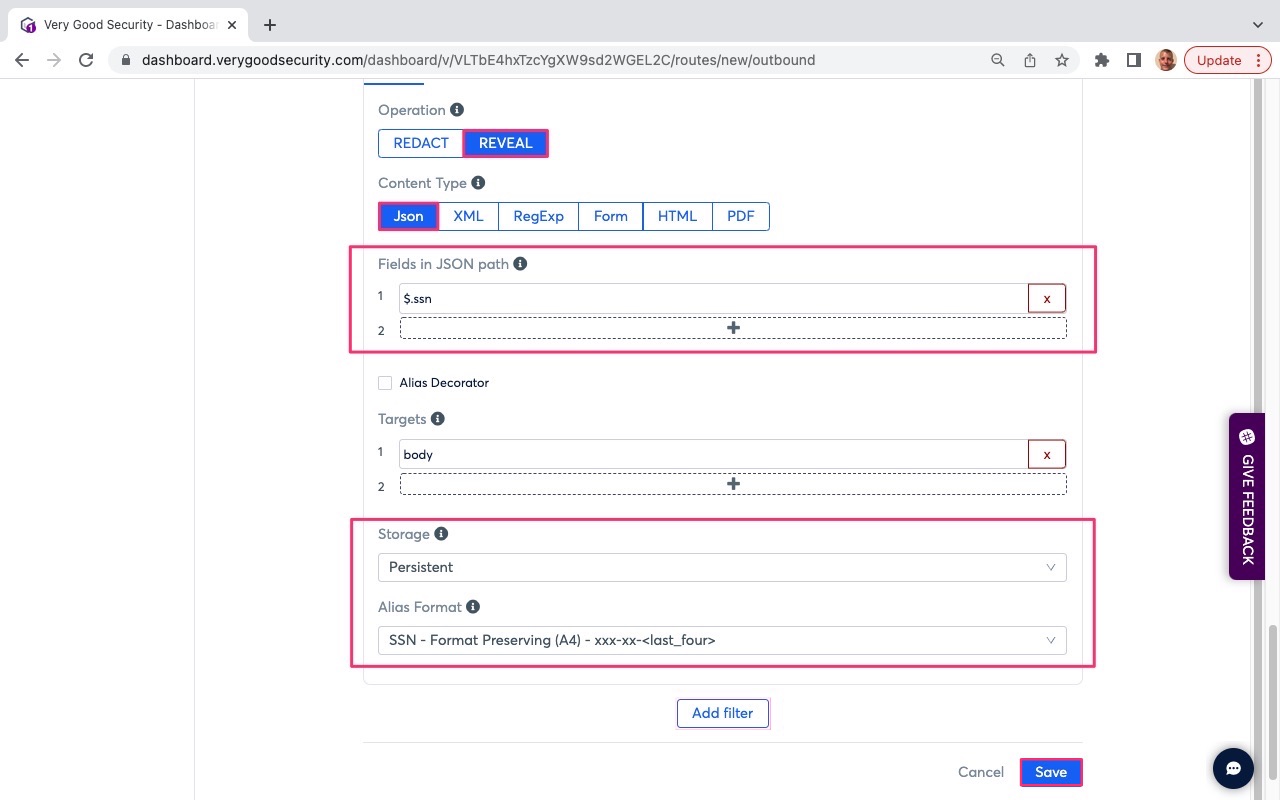 Very Good Security - Dashboa
dashboard.verygoodsecurity.com/dashboard/v/VLTbE4hxTzcYgXW9sd2WGEL2C/routes/new/outbound
Update
Operation
REDACT REVEAL
Content Type
Json XML RegExp Form HTML PDF
Fields in JSON path
1 $.ssn x
2 +
Alias Decorator
Targets
1 body x
2 +
Storage
Persistent
Alias Format
SSN - Format Preserving (A4) - xxx-xx-<last_four>
Add filter
Cancel Save
GIVE FEEDBACK